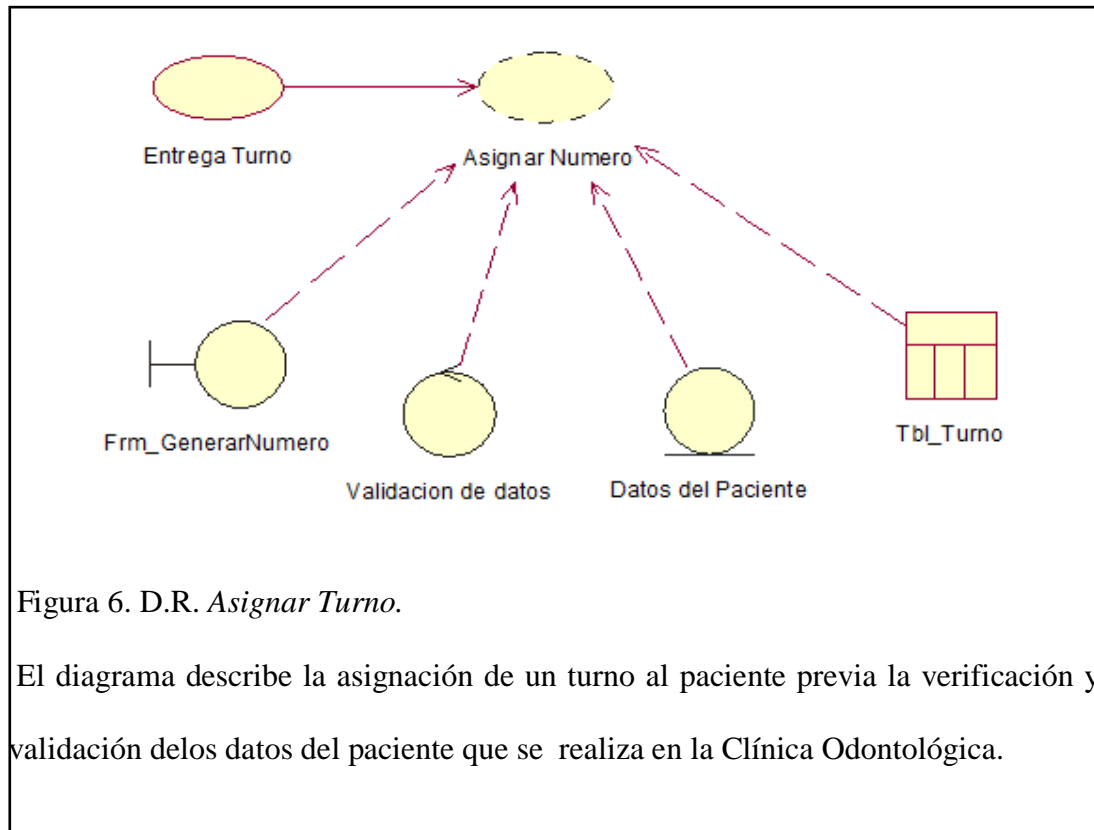 Entrega Turno
Asignar Numero
Frm_GenerarNumero
Validacion de datos
Datos del Paciente
Tbl_Turno
Figura 6. D.R. Asignar Turno.
El diagrama describe la asignación de un turno al paciente previa la verificación y
validación delos datos del paciente que se realiza en la Clínica Odontológica.